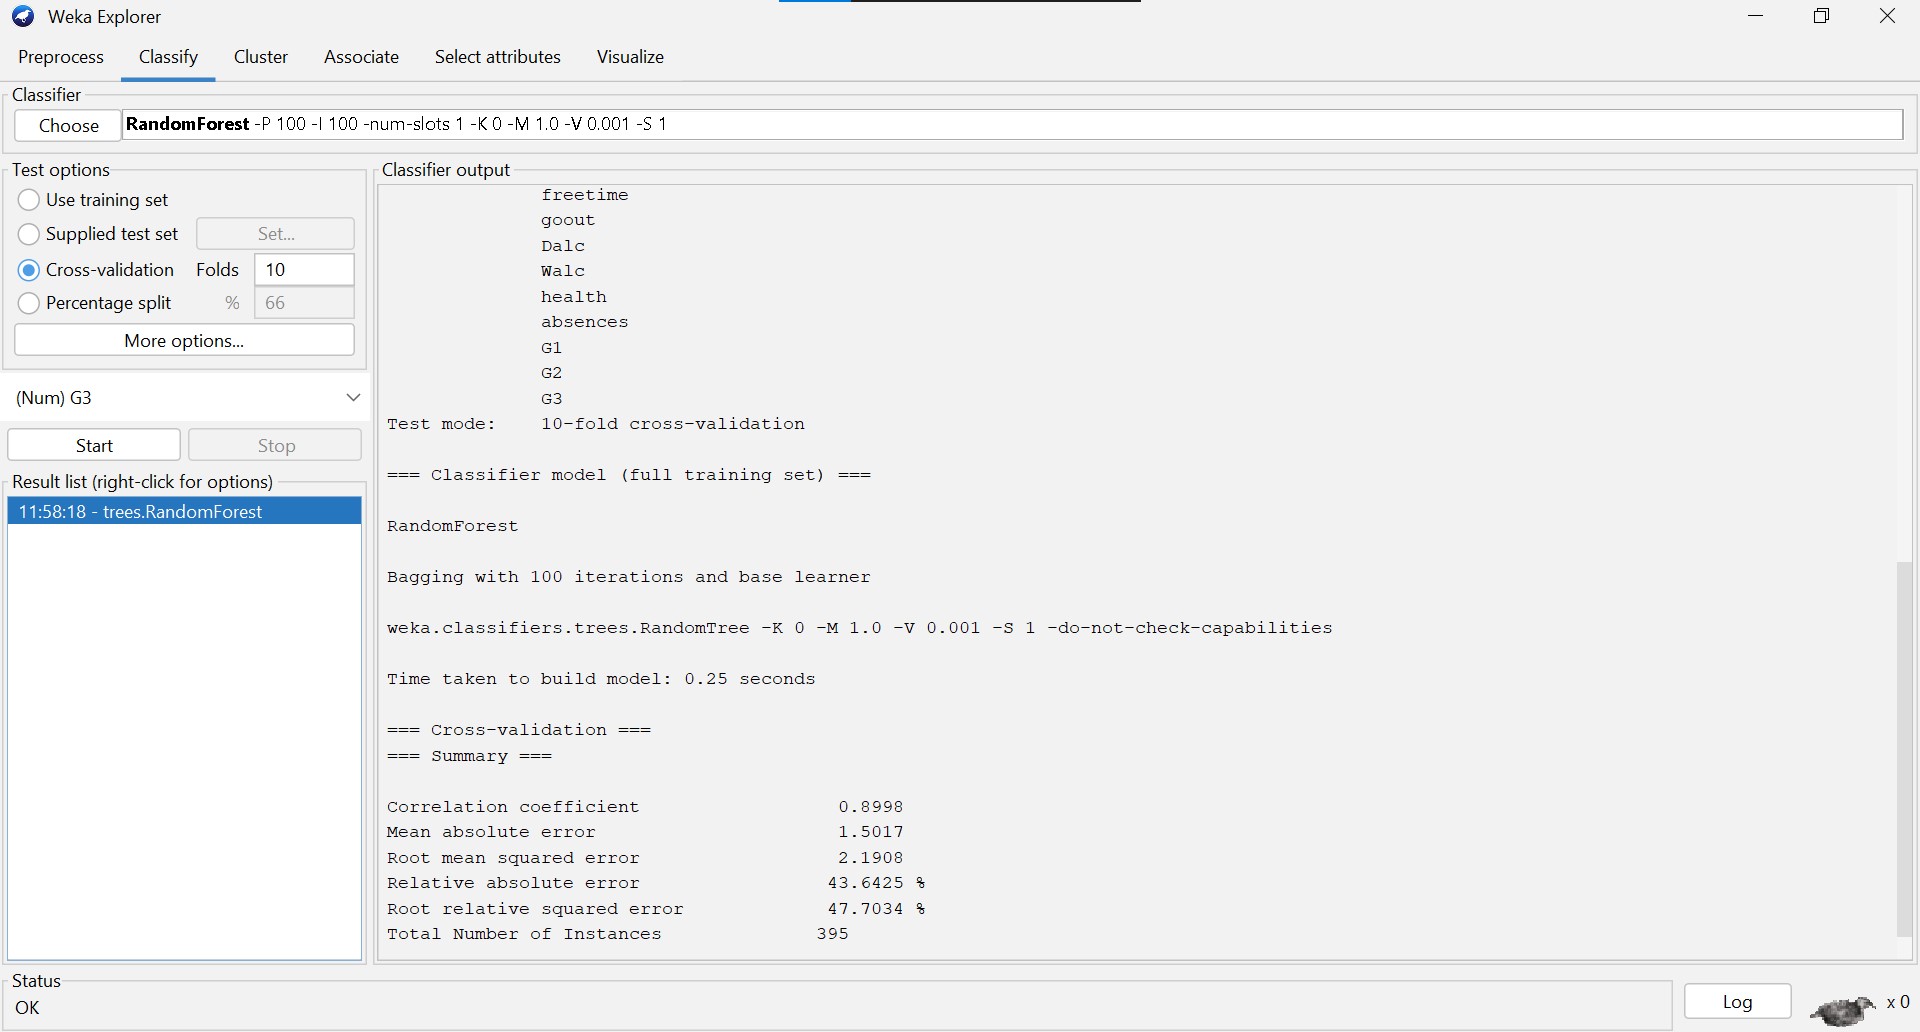 Weka Explorer
Preprocess Classify Cluster Associate Select attributes Visualize
Classifier
Choose RandomForest -P 100 -I 100 -num-slots 1 -K 0 -M 1.0 -V 0.001 -S 1
Test options
Use training set
Supplied test set Set...
Cross-validation Folds 10
Percentage split % 66
More options...
(Num) G3
Start Stop
Result list (right-click for options)
11:58:18 - trees.RandomForest
Classifier output
freetime
goout
Dalc
Walc
health
absences
G1
G2
G3
Test mode: 10-fold cross-validation
=== Classifier model (full training set) ===
RandomForest
Bagging with 100 iterations and base learner
weka.classifiers.trees.RandomTree -K 0 -M 1.0 -V 0.001 -S 1 -do-not-check-capabilities
Time taken to build model: 0.25 seconds
=== Cross-validation ===
=== Summary ===
Correlation coefficient 0.8998
Mean absolute error 1.5017
Root mean squared error 2.1908
Relative absolute error 43.6425 %
Root relative squared error 47.7034 %
Total Number of Instances 395
Status
OK
Log x 0